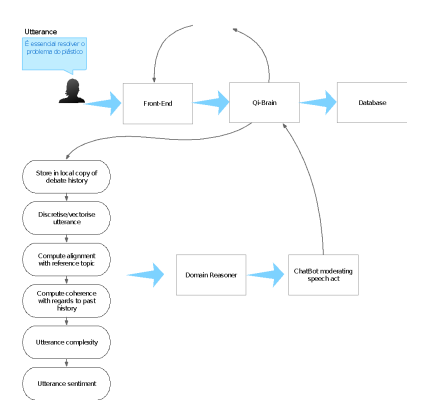 Utterance
É essencial resolver o
problema do plástico
Front-End
Qi-Brain
Database
Store in local copy of
debate history
Discretise/vectorise
utterance
Compute alignment
with reference topic
Compute coherence
with regards to past
history
Utterance complexity
Utterance sentiment
Domain Reasoner
ChatBot moderating
speech act